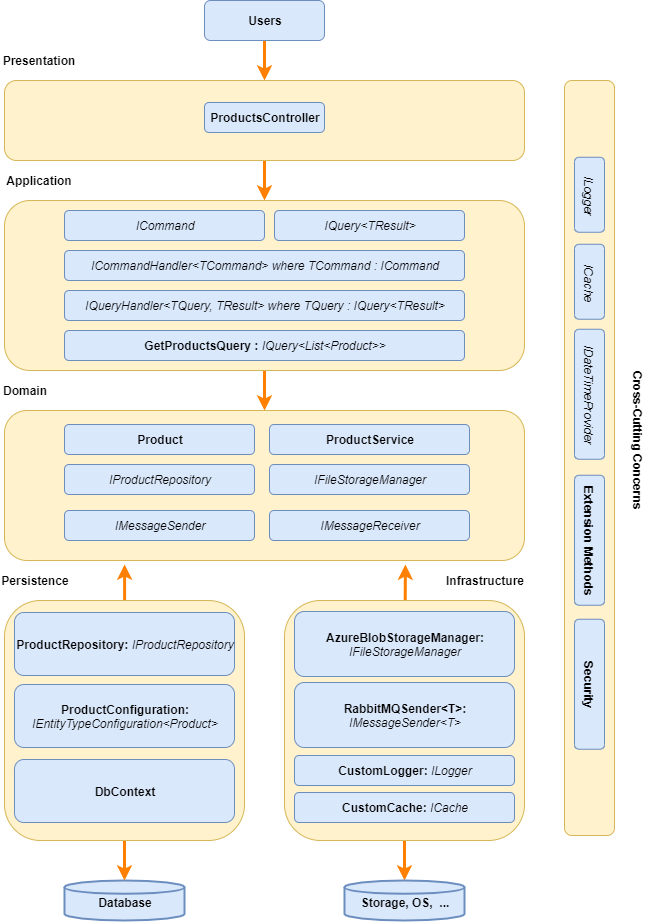 Users
Presentation
ProductsController
Application
ICommand
IQuery<TResult>
ICommandHandler<TCommand> where TCommand : ICommand
IQueryHandler<TQuery, TResult> where TQuery : IQuery<TResult>
GetProductsQuery : IQuery<List<Product>>
Domain
Product
ProductService
IProductRepository
IFileStorageManager
IMessageSender
IMessageReceiver
Persistence
ProductRepository: IProductRepository
ProductConfiguration:
IEntityTypeConfiguration<Product>
DbContext
Database
Infrastructure
AzureBlobStorageManager:
IFileStorageManager
RabbitMQSender<T>:
IMessageSender<T>
CustomLogger: ILogger
CustomCache: ICache
Storage, OS, ...
ILogger
ICache
IDateTimeProvider
Extension Methods
Security
Cross-Cutting Concerns